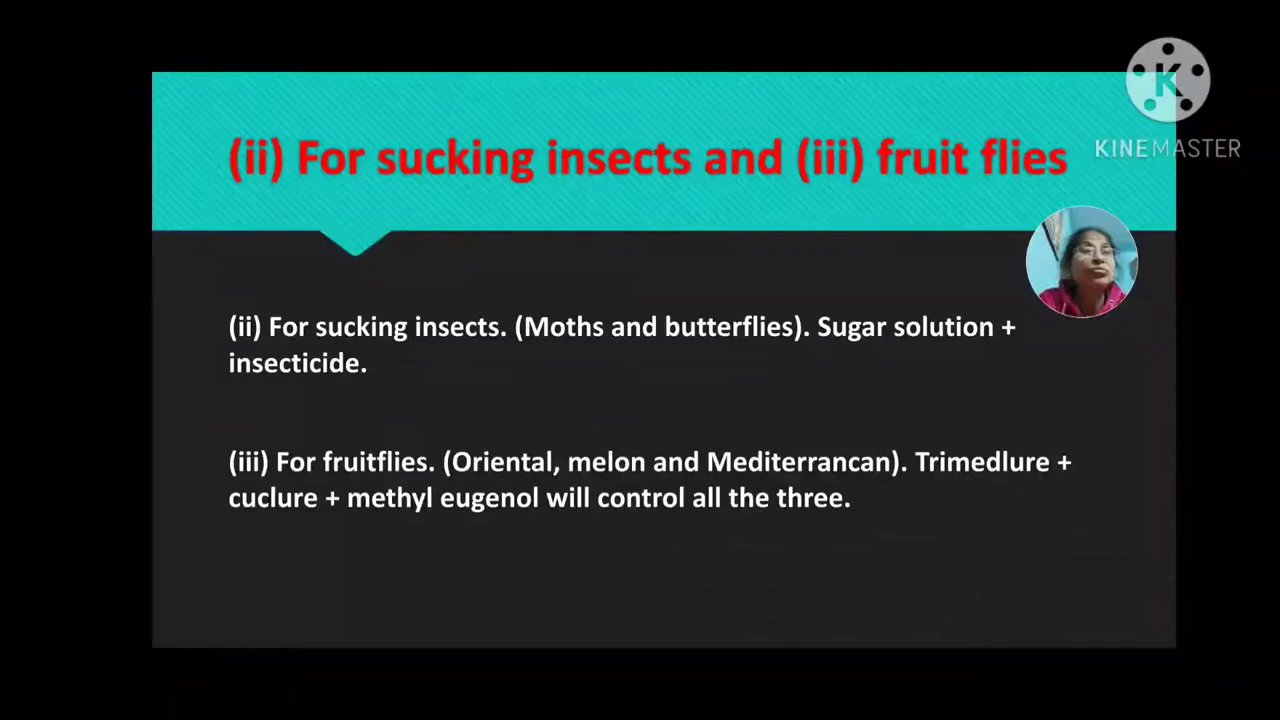 KINEMASTER
(ii) For sucking insects and (iii) fruit flies
(ii) For sucking insects. (Moths and butterflies). Sugar solution +
insecticide.
(iii) For fruitflies. (Oriental, melon and Mediterrancan). Trimedlure +
cuclure + methyl eugenol will control all the three.